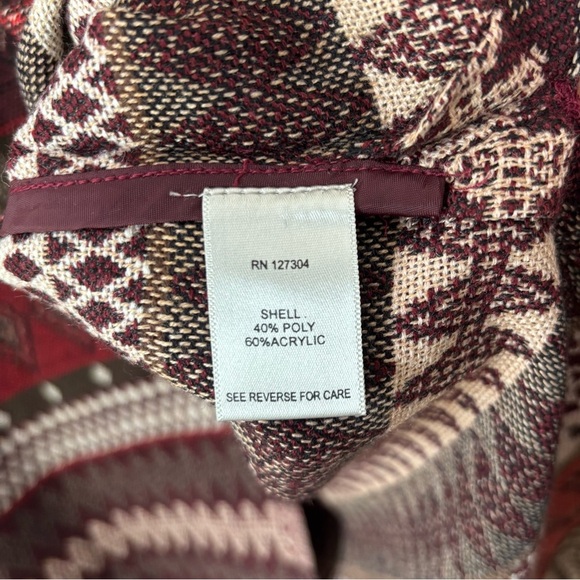 RN 127304
SHELL .
40% POLY
60%ACRYLIC
SEE REVERSE FOR CARE